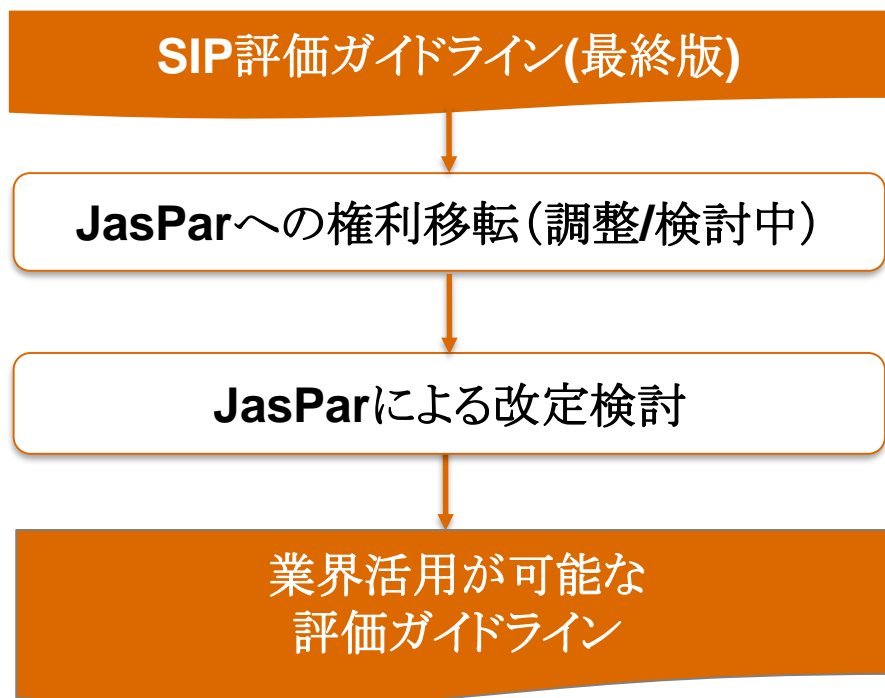 SIP評価ガイドライン(最終版)
JasParへの権利移転（調整/検討中）
JasParによる改定検討
業界活用が可能な
評価ガイドライン